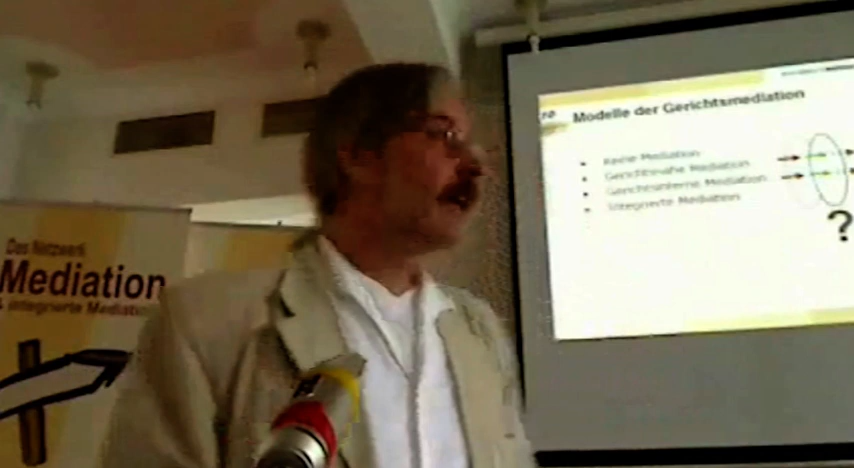 Das Netzwerk
Mediation
& integrierte Mediation
Modelle der Gerichtsmediation
Keine Mediation
Gerichtsnahe Mediation
Gerichtsinterne Mediation
Integrierte Mediation
?